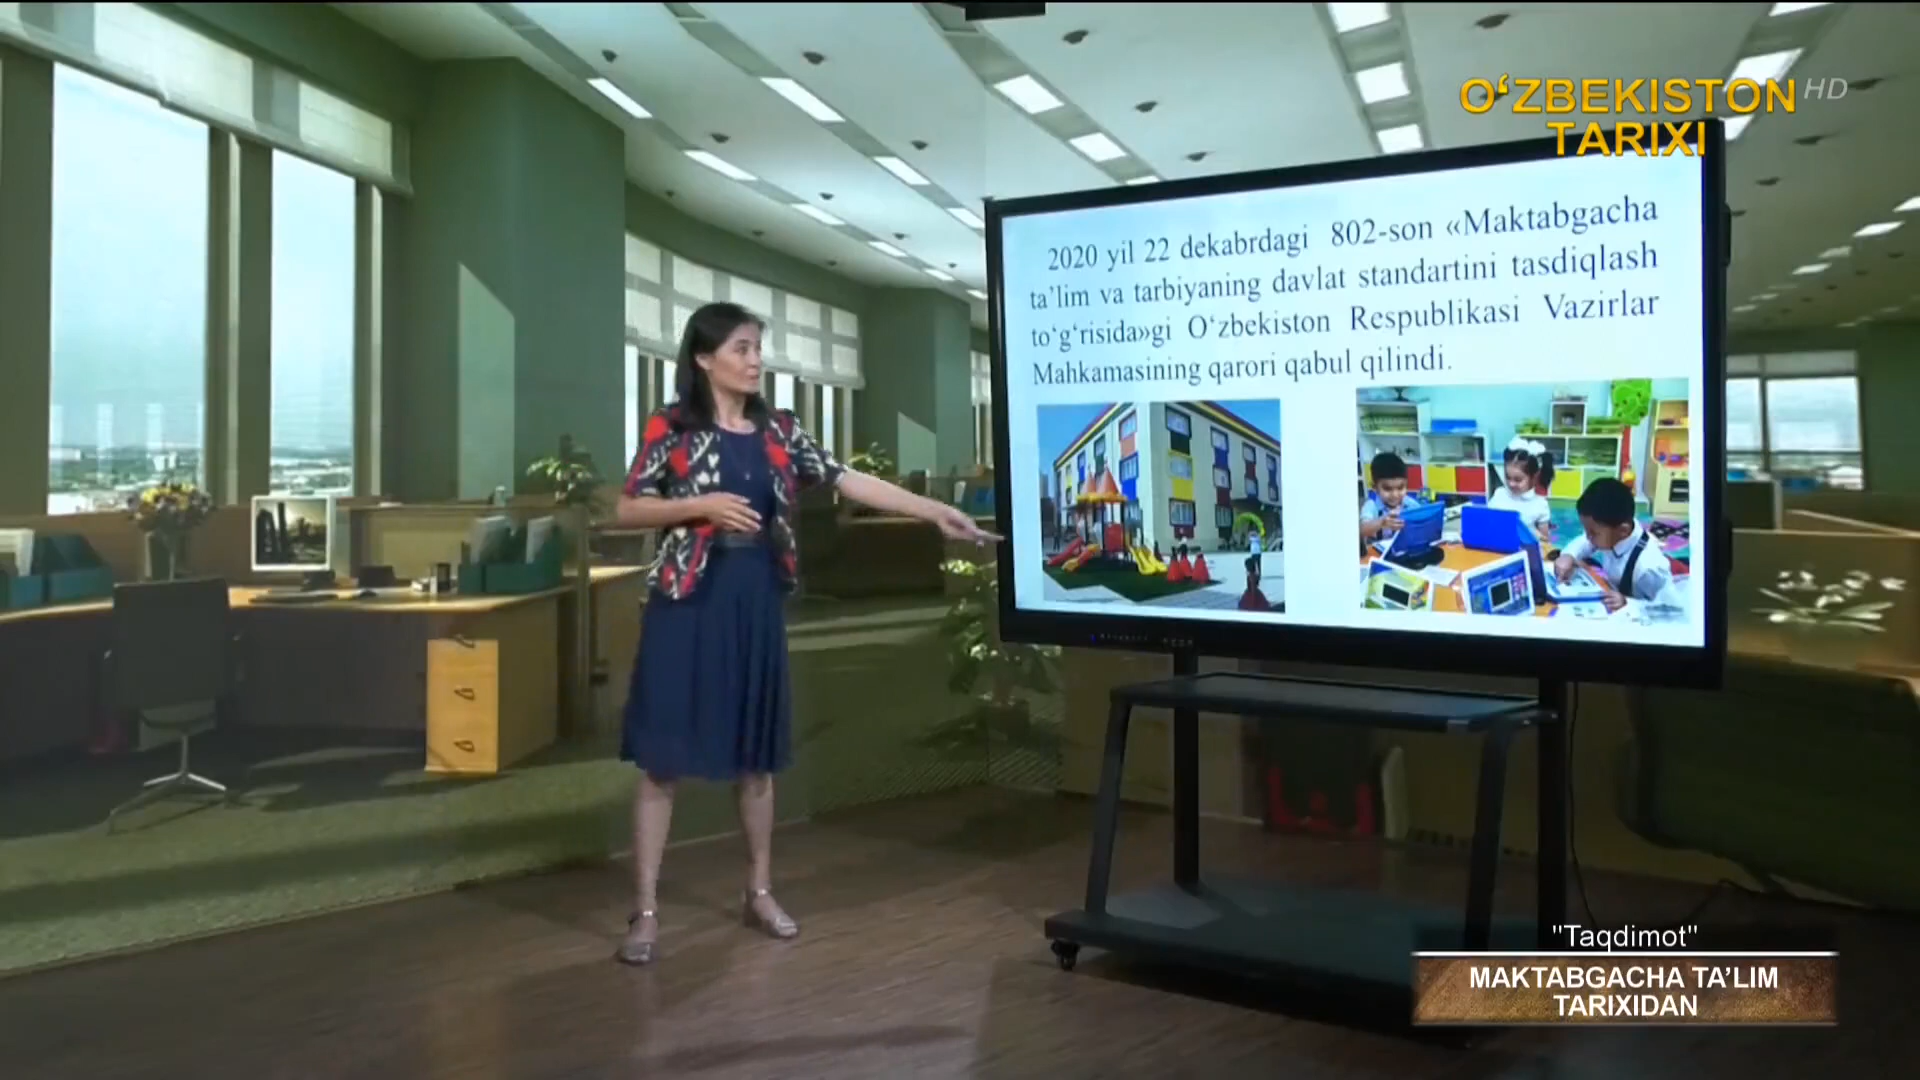 O‘ZBEKISTON HD
TARIXI
2020 yil 22 dekabrdagi 802-son «Maktabgacha
ta’lim va tarbiyaning davlat standartini tasdiqlash
to‘g‘risida»gi O‘zbekiston Respublikasi Vazirlar
Mahkamasining qarori qabul qilindi.
"Taqdimot"
MAKTABGACHA TA’LIM
TARIXIDAN